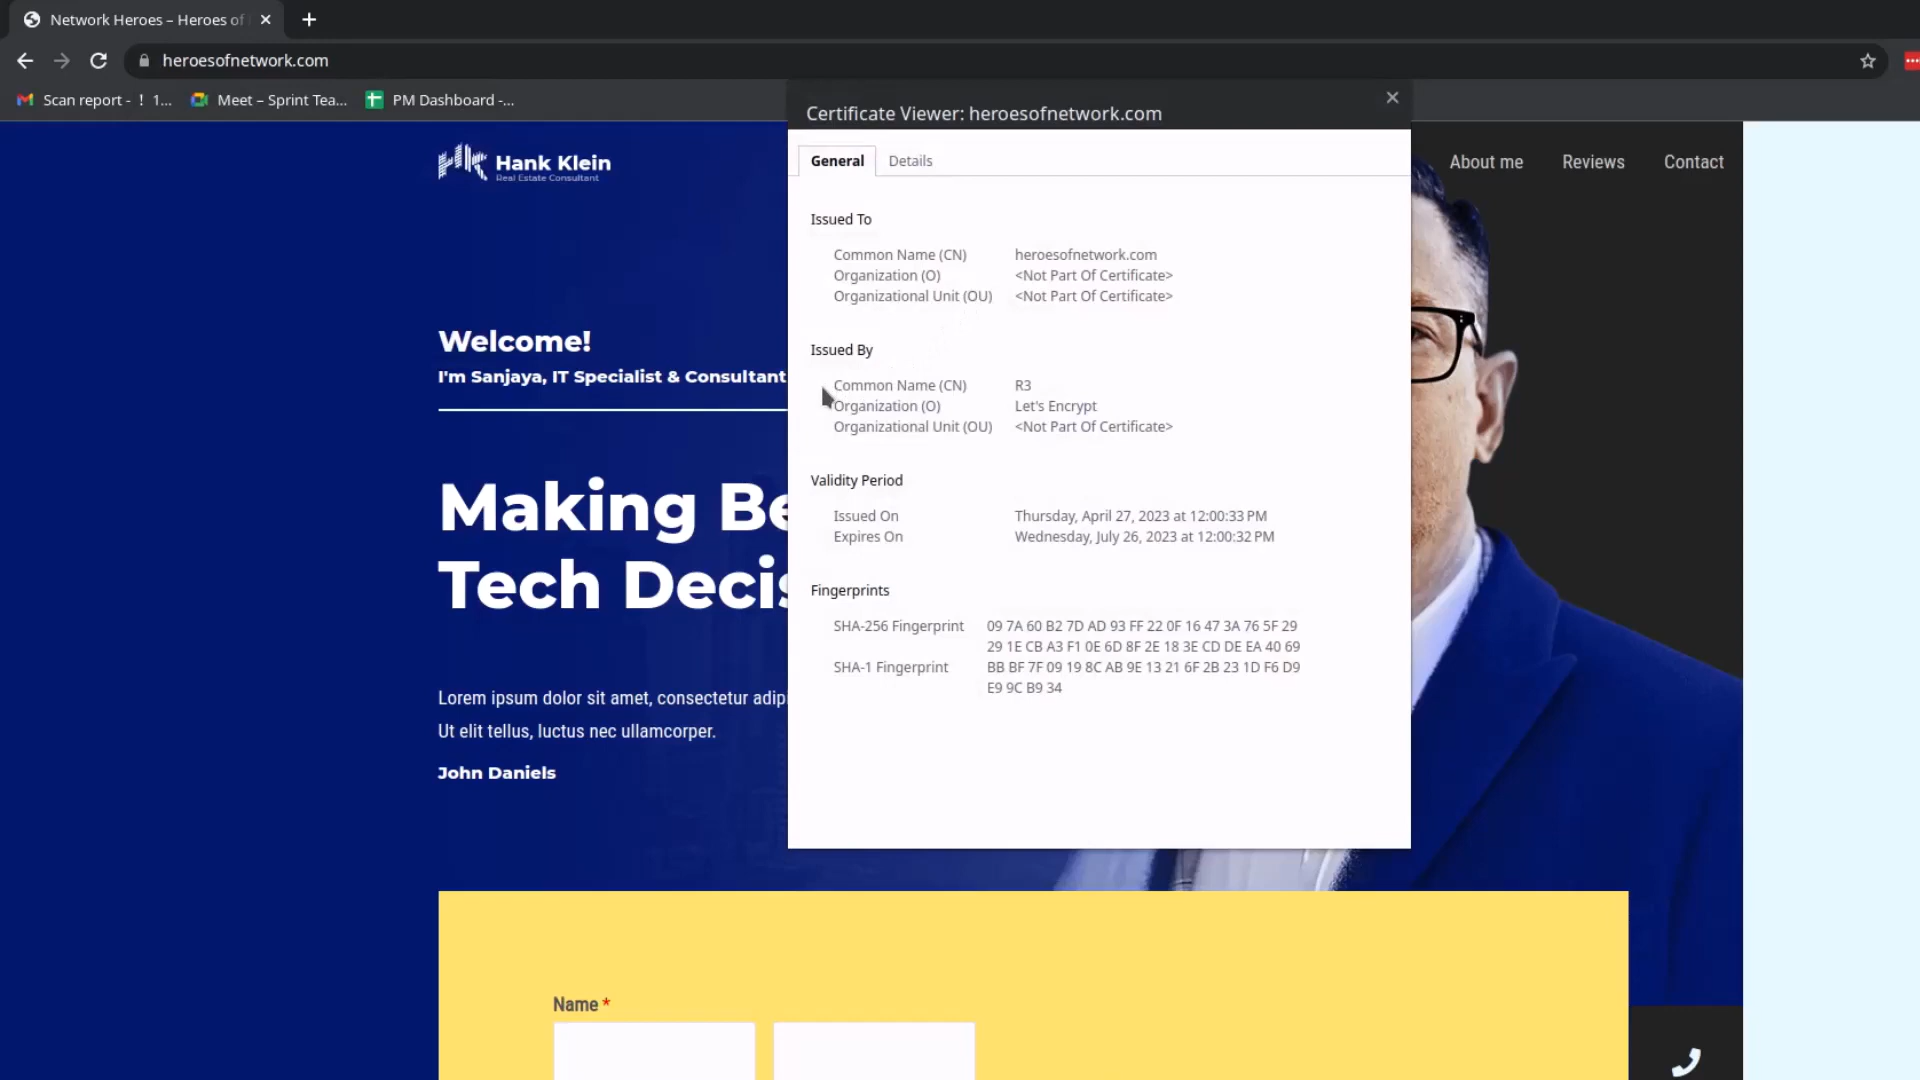 Network Heroes – Heroes of
heroesofnetwork.com
Scan report - ! 1...
Meet – Sprint Tea...
PM Dashboard -...
Certificate Viewer: heroesofnetwork.com
General
Details
Hank Klein
Real Estate Consultant
About me
Reviews
Contact
Issued To
Common Name (CN) heroesofnetwork.com
Organization (O) <Not Part Of Certificate>
Organizational Unit (OU) <Not Part Of Certificate>
Issued By
Common Name (CN) R3
Organization (O) Let's Encrypt
Organizational Unit (OU) <Not Part Of Certificate>
Validity Period
Issued On Thursday, April 27, 2023 at 12:00:33 PM
Expires On Wednesday, July 26, 2023 at 12:00:32 PM
Fingerprints
SHA-256 Fingerprint 09 7A 60 B2 7D AD 93 FF 22 0F 16 47 3A 76 5F 29
29 1E CB A3 F1 0E 6D 8F 2E 18 3E CD DE EA 40 69
SHA-1 Fingerprint BB BF 7F 09 19 8C AB 9E 13 21 6F 2B 23 1D F6 D9
E9 9C B9 34
Welcome!
I'm Sanjaya, IT Specialist & Consultant
Making Be
Tech Decis
Lorem ipsum dolor sit amet, consectetur adipi
Ut elit tellus, luctus nec ullamcorper.
John Daniels
Name *